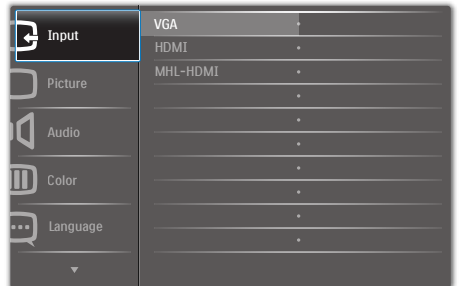 Input
Picture
Audio
Color
Language
VGA
HDMI
MHL-HDMI